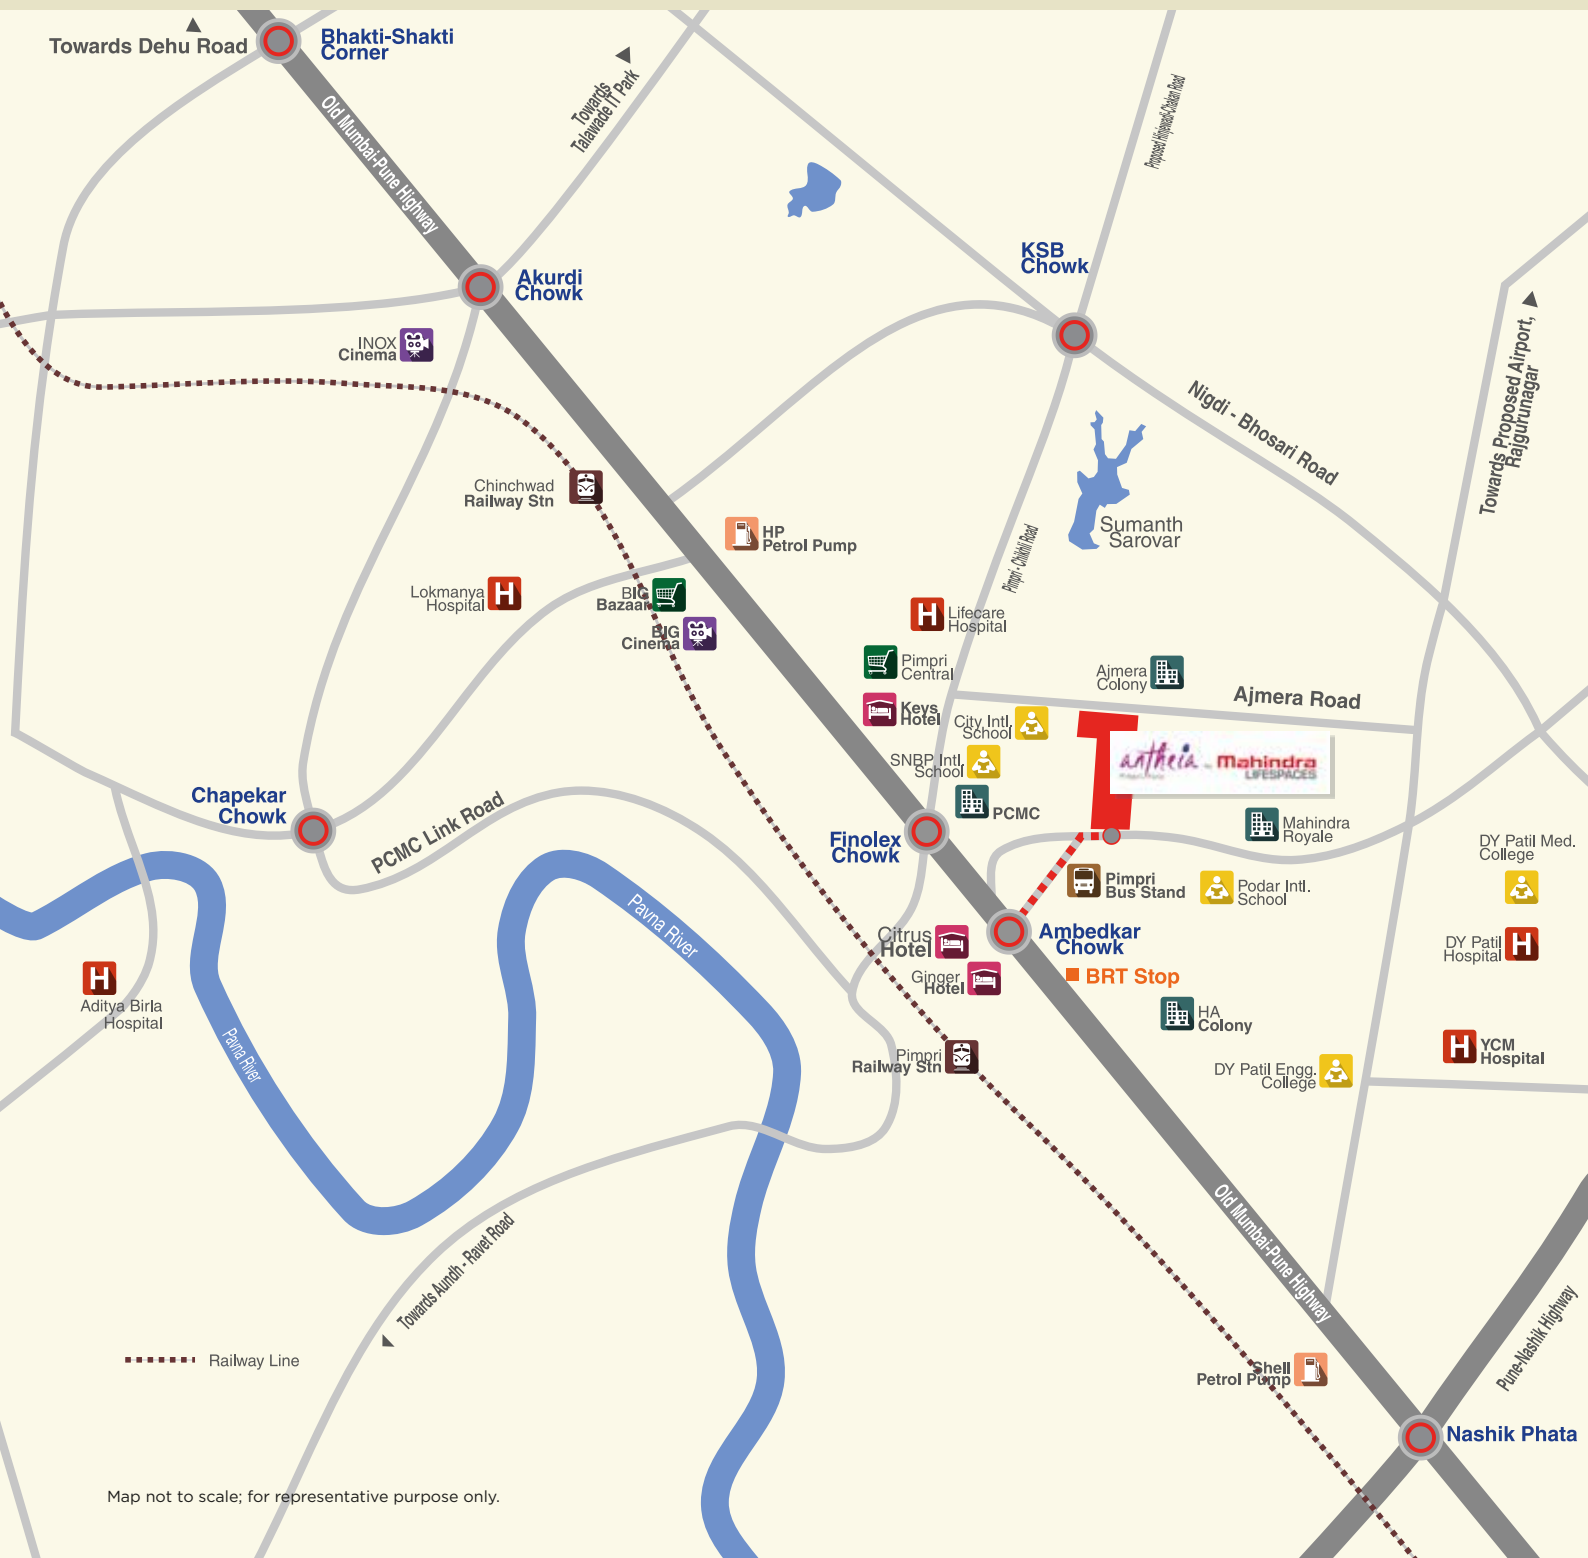 Towards Dehu Road
Bhakti-Shakti
Corner
Old Mumbai-Pune Highway
Towards
Talawade IT Park
Proposed Hinjewadi-Chakan Road
KSB
Chowk
Akurdi
Chowk
INOX
Cinema
Nigdi - Bhosari Road
Towards Proposed Airport,
Rajgurunagar
Chinchwad
Railway Stn
HP
Petrol Pump
Sumanth
Sarovar
Pimpri - Chikhli Road
Lokmanya
Hospital
BIG
Bazaar
BIG
Cinema
Lifecare
Hospital
Pimpri
Central
Ajmera
Colony
Ajmera Road
Keys
Hotel
City Intl.
School
SNBP Intl.
School
antheia
Mahindra
LIFESPACES
PCMC
Chapekar
Chowk
PCMC Link Road
Finolex
Chowk
Mahindra
Royale
DY Patil Med.
College
Pimpri
Bus Stand
Podar Intl.
School
Pavna River
Citrus
Hotel
Ambedkar
Chowk
DY Patil
Hospital
Ginger
Hotel
BRT Stop
Aditya Birla
Hospital
HA
Colony
Pavna River
Pimpri
Railway Stn
YCM
Hospital
DY Patil Engg.
College
Old Mumbai-Pune Highway
Towards Aundh - Ravet Road
Pune-Nashik Highway
Railway Line
Shell
Petrol Pump
Nashik Phata
Map not to scale; for representative purpose only.